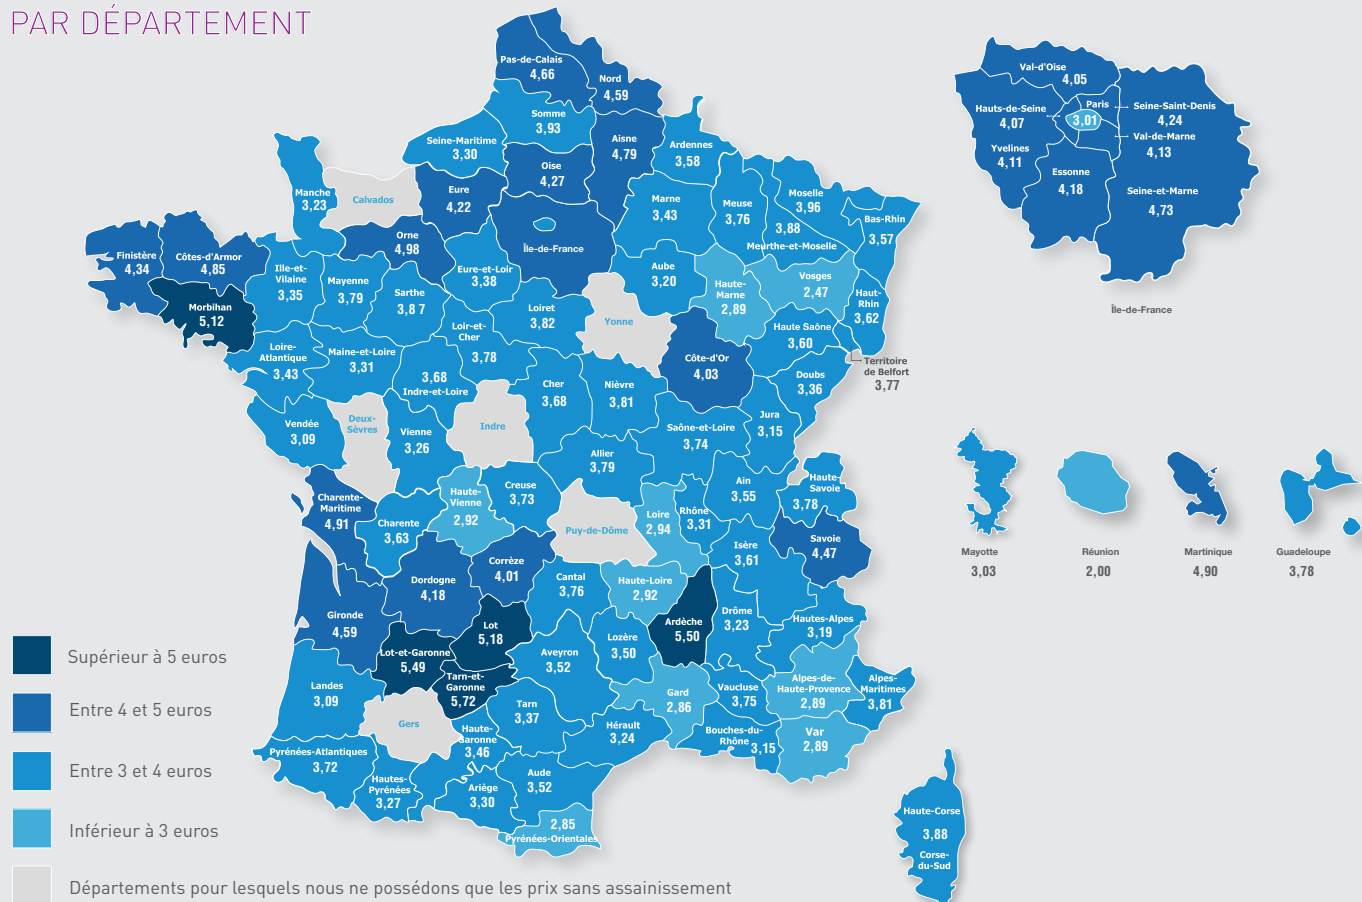 PAR DÉPARTEMENT
Pas-de-Calais
4,66
Nord
4,59
Somme
3,93
Seine-Maritime
3,30
Aisne
4,79
Ardennes
3,58
Oise
4,27
Manche
3,23
Calvados
Eure
4,22
Marne
3,43
Meuse
3,76
Moselle
3,96
3,88
Meurthe-et-Moselle
Bas-Rhin
3,57
Finistère
4,34
Côtes-d'Armor
4,85
Orne
4,98
Île-de-France
Ille-et-
Vilaine
3,35
Mayenne
3,79
Eure-et-Loir
3,38
Aube
3,20
Haute-
Marne
2,89
Vosges
2,47
Haut-
Rhin
3,62
Morbihan
5,12
Sarthe
3,8 7
Loiret
3,82
Yonne
Haute Saône
3,60
Loir-et-
Cher
3,78
Loire-
Atlantique
3,43
Maine-et-Loire
3,31
3,68
Indre-et-Loire
Côte-d'Or
4,03
Territoire
de Belfort
3,77
Doubs
3,36
Cher
3,68
Nièvre
3,81
Vendée
3,09
Deux-
Sèvres
Vienne
3,26
Indre
Saône-et-Loire
3,74
Jura
3,15
Allier
3,79
Charente-
Maritime
4,91
Charente
3,63
Haute-
Vienne
2,92
Creuse
3,73
Puy-de-Dôme
Loire
2,94
Rhône
3,31
Ain
3,55
Haute-
Savoie
3,78
Savoie
4,47
Isère
3,61
Corrèze
4,01
Dordogne
4,18
Cantal
3,76
Haute-Loire
2,92
Gironde
4,59
Lot
5,18
Ardèche
5,50
Drôme
3,23
Hautes-Alpes
3,19
Lot-et-Garonne
5,49
Aveyron
3,52
Lozère
3,50
Tarn-et-
Garonne
5,72
Landes
3,09
Gers
Tarn
3,37
Gard
2,86
Vaucluse
3,75
Alpes-de-
Haute-Provence
2,89
Alpes-
Maritimes
3,81
Haute-
Garonne
3,46
Hérault
3,24
Bouches-du-
Rhône
3,15
Var
2,89
Pyrénées-Atlantiques
3,72
Hautes-
Pyrénées
3,27
Ariège
3,30
Aude
3,52
2,85
Pyrénées-Orientales
Haute-Corse
3,88
Corse-
du-Sud
Val-d'Oise
4,05
Hauts-de-Seine
4,07
Paris
3,01
Seine-Saint-Denis
4,24
Val-de-Marne
4,13
Yvelines
4,11
Essonne
4,18
Seine-et-Marne
4,73
Île-de-France
Mayotte
3,03
Réunion
2,00
Martinique
4,90
Guadeloupe
3,78
Supérieur à 5 euros
Entre 4 et 5 euros
Entre 3 et 4 euros
Inférieur à 3 euros
Départements pour lesquels nous ne possédons que les prix sans assainissement